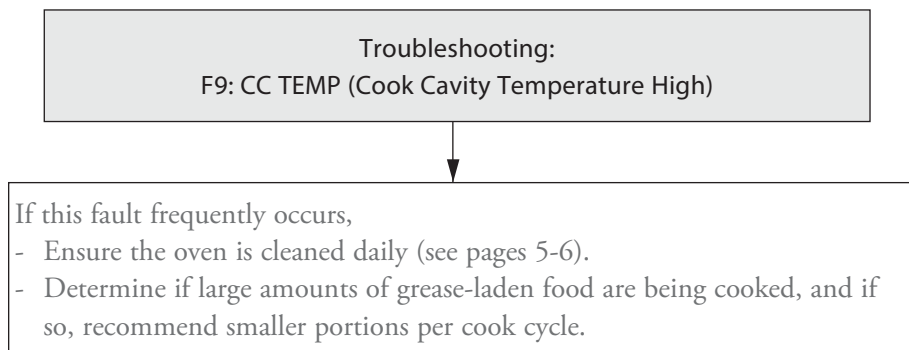 Troubleshooting:
F9: CC TEMP (Cook Cavity Temperature High)
If this fault frequently occurs,
- Ensure the oven is cleaned daily (see pages 5-6).
- Determine if large amounts of grease-laden food are being cooked, and if
so, recommend smaller portions per cook cycle.